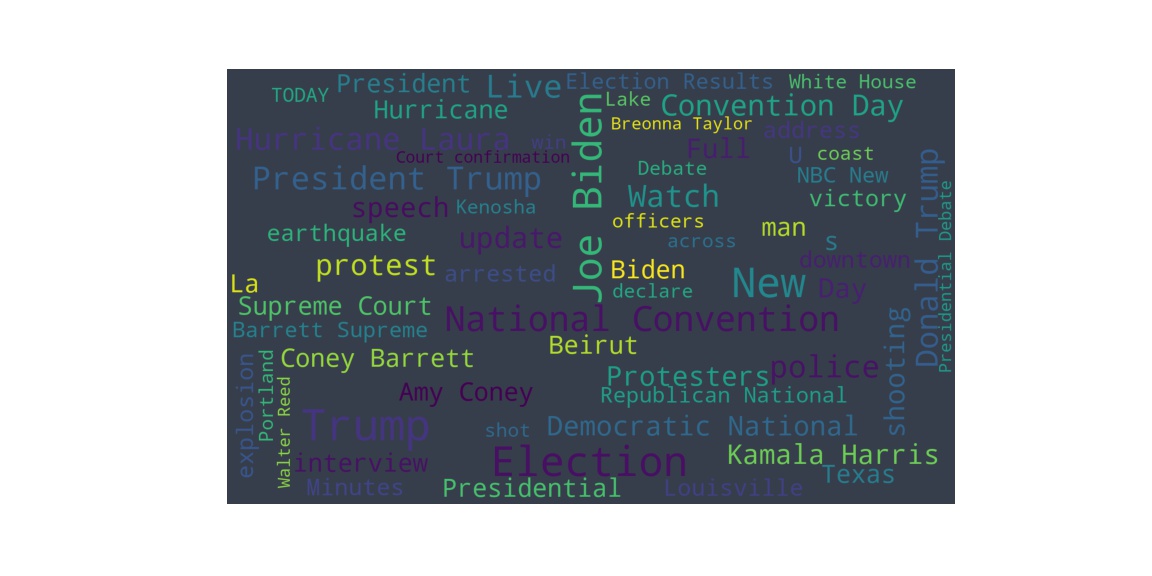 President
Live
Election Results
White House
TODAY
Hurricane
Lake
Convention Day
Breonna Taylor
address
Hurricane Laura
win
Full
Court confirmation
U
coast
Joe Biden
Debate
NBC New
President Trump
Watch
victory
speech
Kenosha
officers
man
Donald Trump
Presidential Debate
earthquake
update
across
s
protest
arrested
Biden
downtown
La
declare
New
Day
Supreme Court
National Convention
Barrett Supreme
Beirut
Coney Barrett
police
shooting
Protesters
Amy Coney
Republican National
explosion
Portland
Walter Reed
Trump
shot
Democratic National
interview
Election
Kamala Harris
Texas
Minutes
Presidential
Louisville